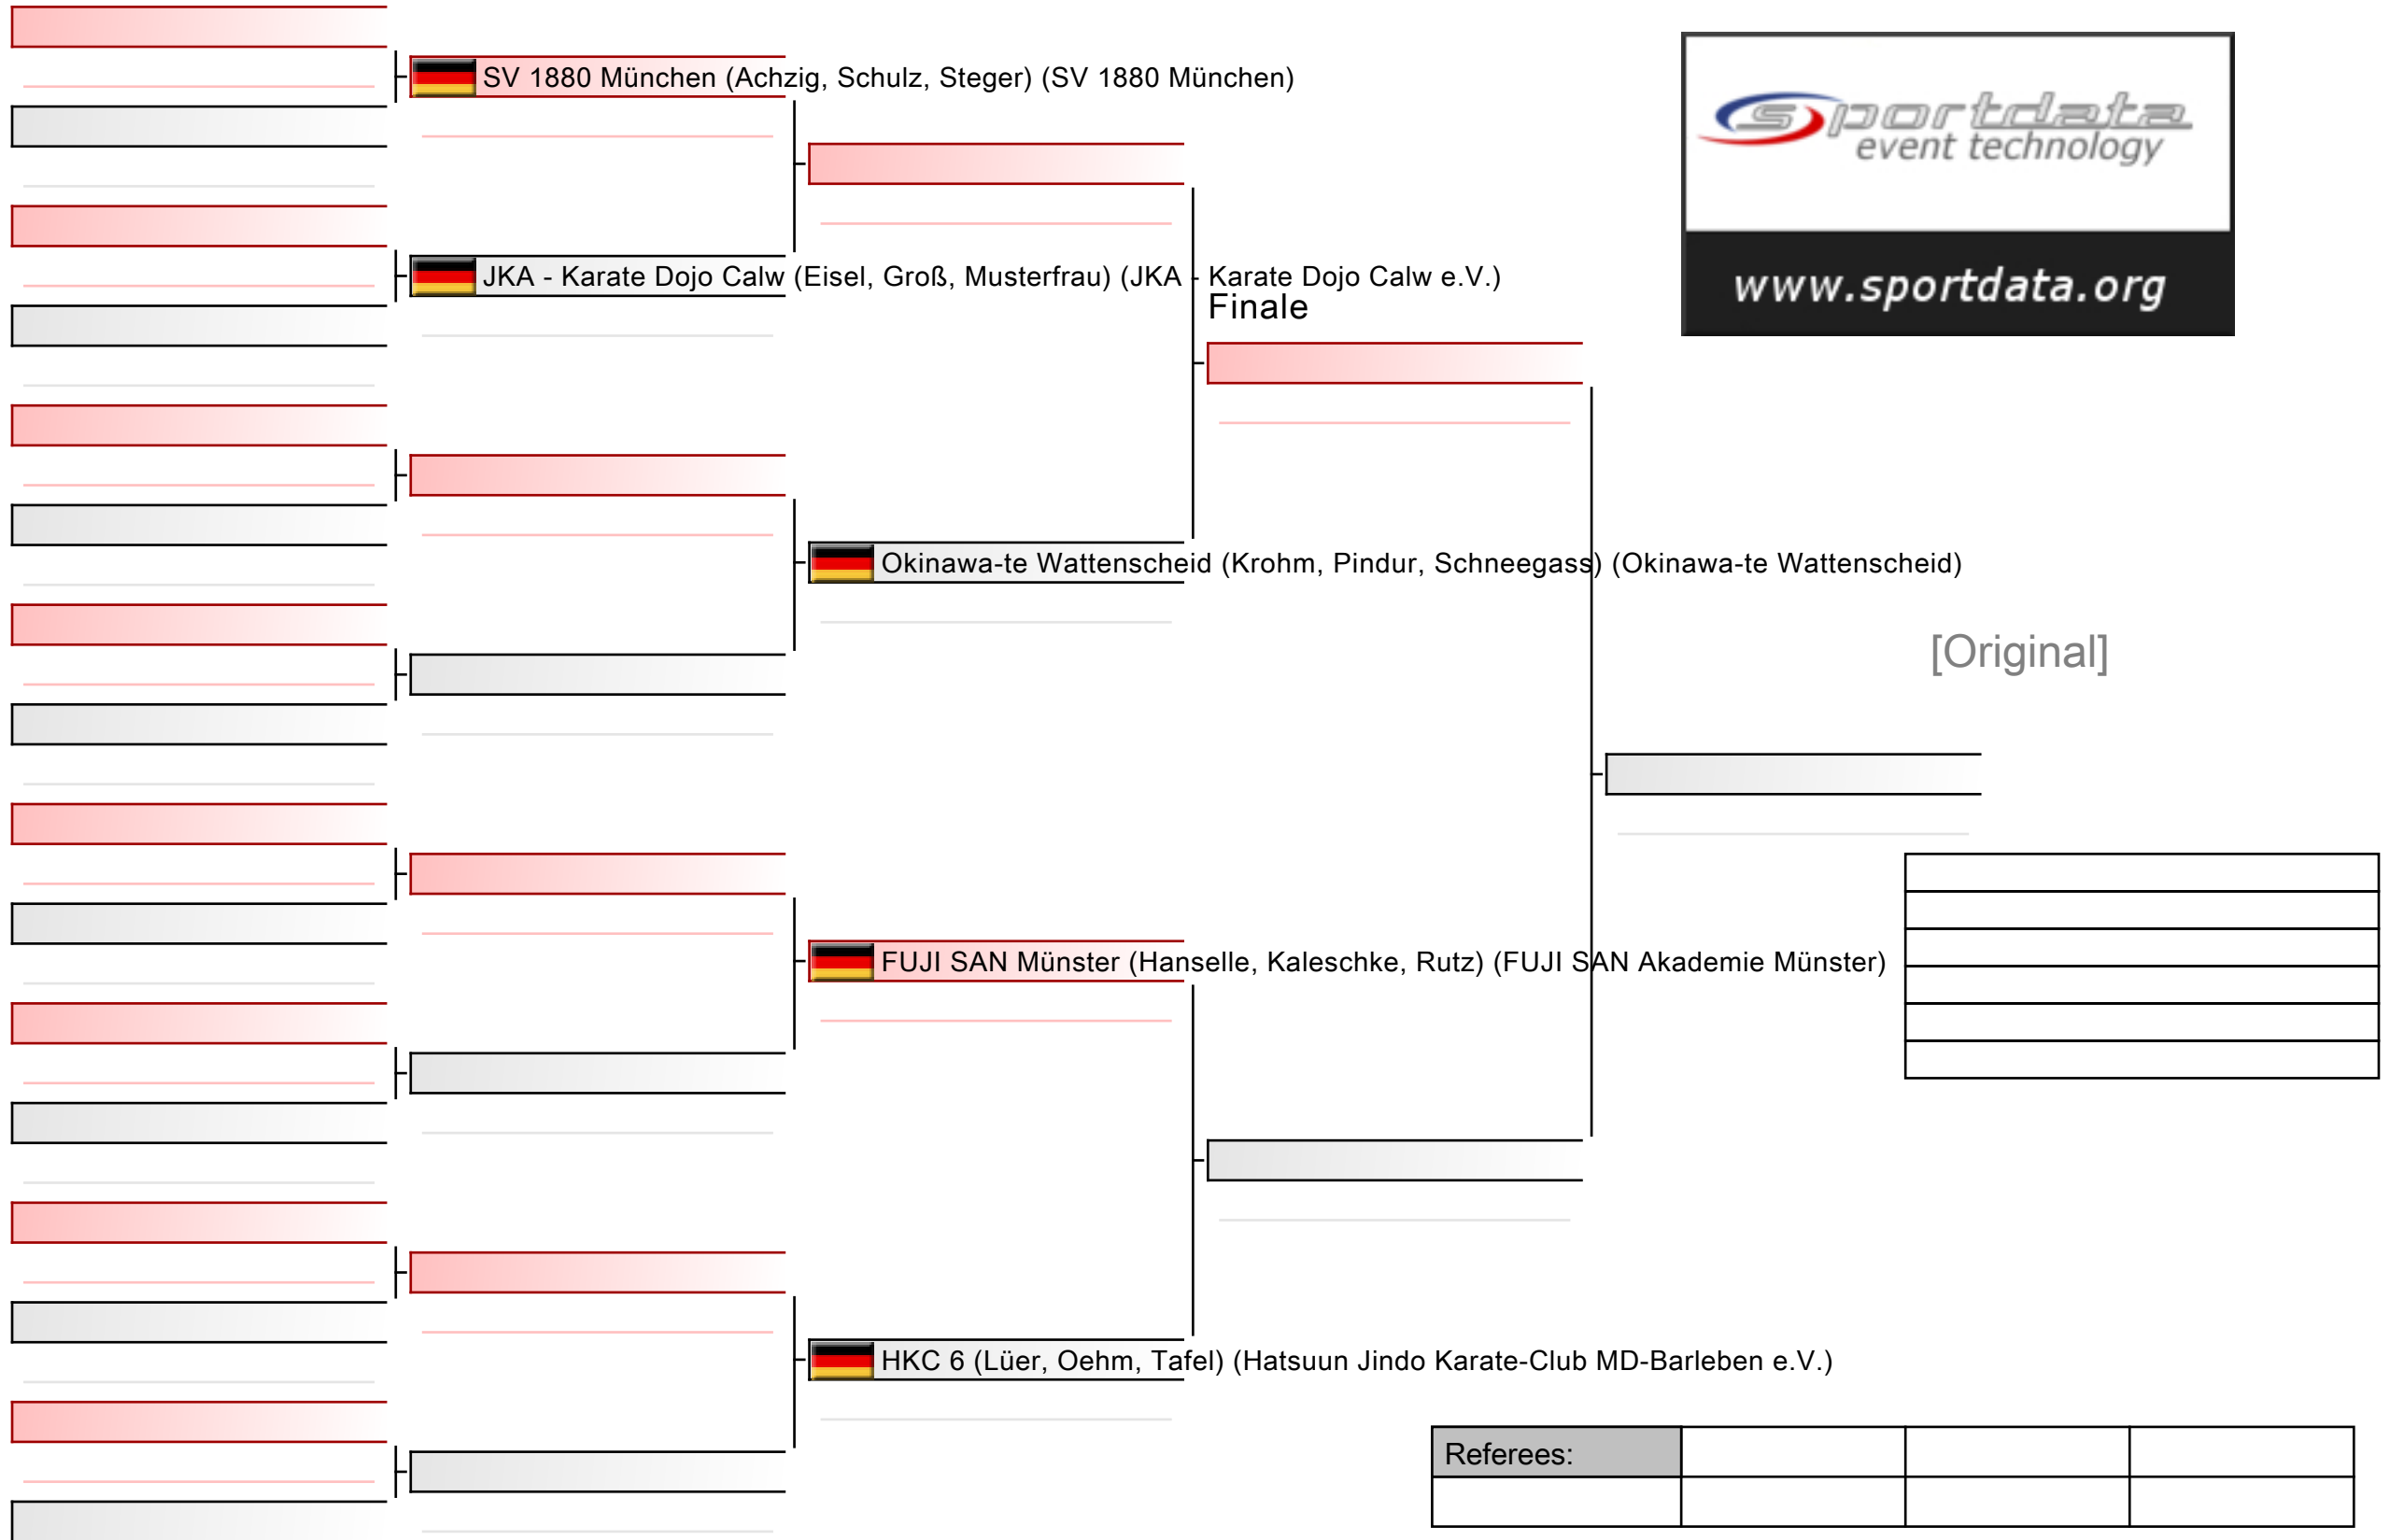 SV 1880 München (Achzig, Schulz, Steger) (SV 1880 München)
sportdata
event technology
www.sportdata.org
JKA - Karate Dojo Calw (Eisel, Groß, Musterfrau) (JKA - Karate Dojo Calw e.V.)
Finale
Okinawa-te Wattenscheid (Krohm, Pindur, Schneegass) (Okinawa-te Wattenscheid)
[Original]
FUJI SAN Münster (Hanselle, Kaleschke, Rutz) (FUJI SAN Akademie Münster)
HKC 6 (Lüer, Oehm, Tafel) (Hatsuun Jindo Karate-Club MD-Barleben e.V.)
Referees: